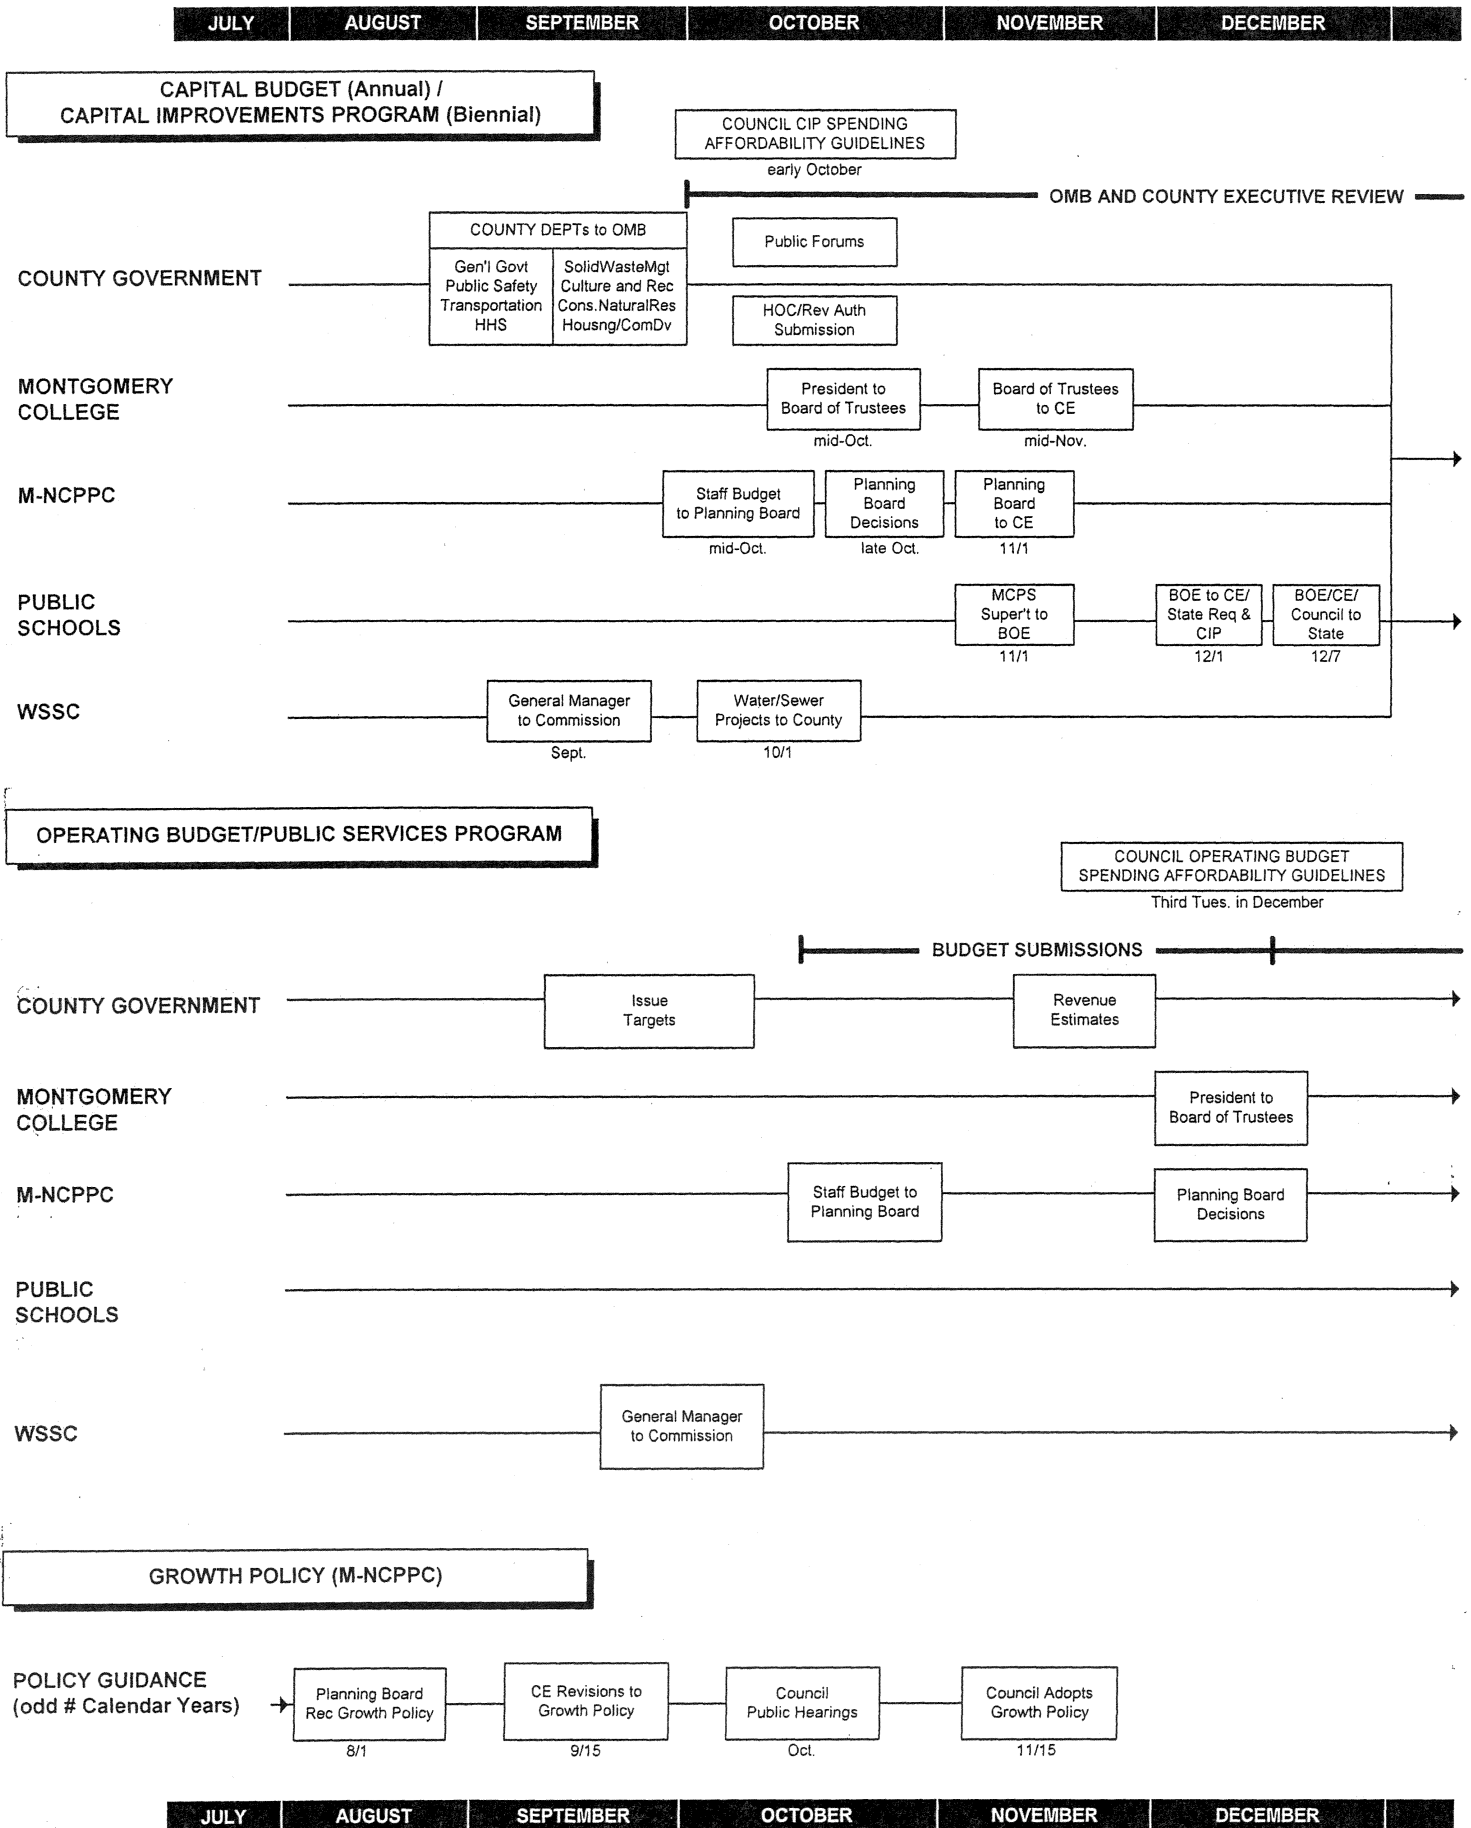 JULY AUGUST SEPTEMBER OCTOBER NOVEMBER DECEMBER
CAPITAL BUDGET (Annual) /
CAPITAL IMPROVEMENTS PROGRAM (Biennial)
COUNCIL CIP SPENDING
AFFORDABILITY GUIDELINES
early October
OMB AND COUNTY EXECUTIVE REVIEW
COUNTY GOVERNMENT
COUNTY DEPTs to OMB
Gen'l Govt
Public Safety
Transportation
HHS
SolidWasteMgt
Culture and Rec
Cons.NaturalRes
Housng/ComDv
Public Forums
HOC/Rev Auth
Submission
MONTGOMERY
COLLEGE
President to
Board of Trustees
mid-Oct.
Board of Trustees
to CE
mid-Nov.
M-NCPPC
Staff Budget
to Planning Board
mid-Oct.
Planning
Board
Decisions
late Oct.
Planning
Board
to CE
11/1
PUBLIC
SCHOOLS
MCPS
Super't to
BOE
11/1
BOE to CE/
State Req &
CIP
12/1
BOE/CE/
Council to
State
12/7
WSSC
General Manager
to Commission
Sept.
Water/Sewer
Projects to County
10/1
OPERATING BUDGET/PUBLIC SERVICES PROGRAM
COUNCIL OPERATING BUDGET
SPENDING AFFORDABILITY GUIDELINES
Third Tues. in December
BUDGET SUBMISSIONS
COUNTY GOVERNMENT
Issue
Targets
Revenue
Estimates
MONTGOMERY
COLLEGE
President to
Board of Trustees
M-NCPPC
Staff Budget to
Planning Board
Planning Board
Decisions
PUBLIC
SCHOOLS
WSSC
General Manager
to Commission
GROWTH POLICY (M-NCPPC)
POLICY GUIDANCE
(odd # Calendar Years)
Planning Board
Rec Growth Policy
8/1
CE Revisions to
Growth Policy
9/15
Council
Public Hearings
Oct.
Council Adopts
Growth Policy
11/15
JULY AUGUST SEPTEMBER OCTOBER NOVEMBER DECEMBER